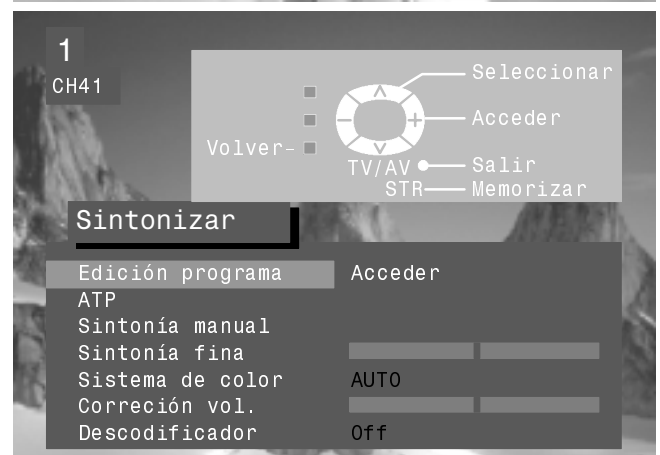 1
CH41
Seleccionar
Acceder
Volver
TV/AV Salir
STR Memorizar
Sintonizar
Edición programa Acceder
ATP
Sintonía manual
Sintonía fina
Sistema de color AUTO
Correción vol.
Descodificador Off